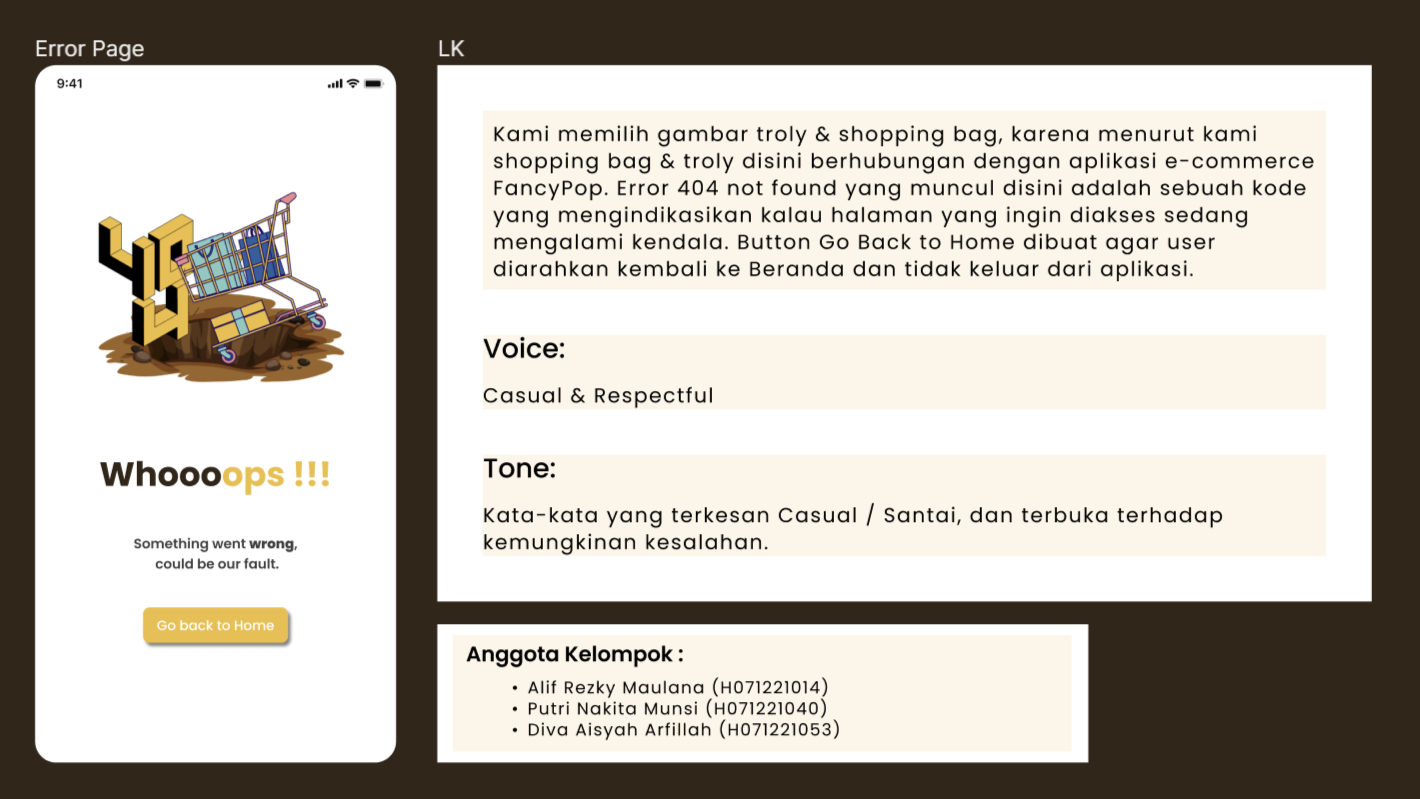 Error Page
9:41
404
Whoooops !!!
Something went wrong,
could be our fault.
Go back to Home
LK
Kami memilih gambar troly & shopping bag, karena menurut kami
shopping bag & troly disini berhubungan dengan aplikasi e-commerce
FancyPop. Error 404 not found yang muncul disini adalah sebuah kode
yang mengindikasikan kalau halaman yang ingin diakses sedang
mengalami kendala. Button Go Back to Home dibuat agar user
diarahkan kembali ke Beranda dan tidak keluar dari aplikasi.
Voice:
Casual & Respectful
Tone:
Kata-kata yang terkesan Casual / Santai, dan terbuka terhadap
kemungkinan kesalahan.
Anggota Kelompok :
• Alif Rezky Maulana (H071221014)
• Putri Nakita Munsi (H071221040)
• Diva Aisyah Arfillah (H071221053)